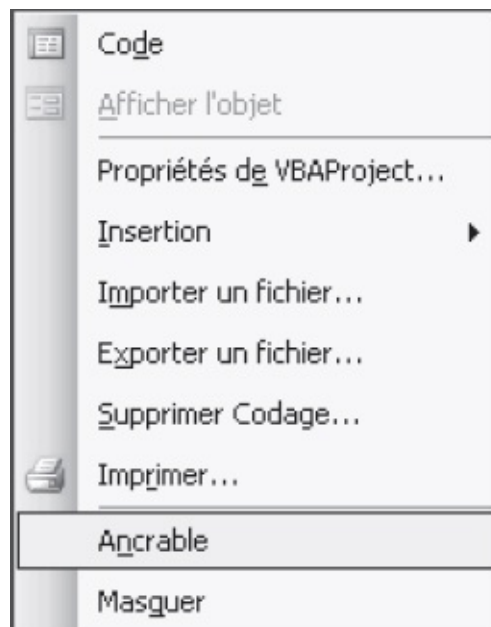 Code
Afficher l'objet
Propriétés de VBAProject...
Insertion
Importer un fichier...
Exporter un fichier...
Supprimer Codage...
Imprimer...
Ancrable
Masquer